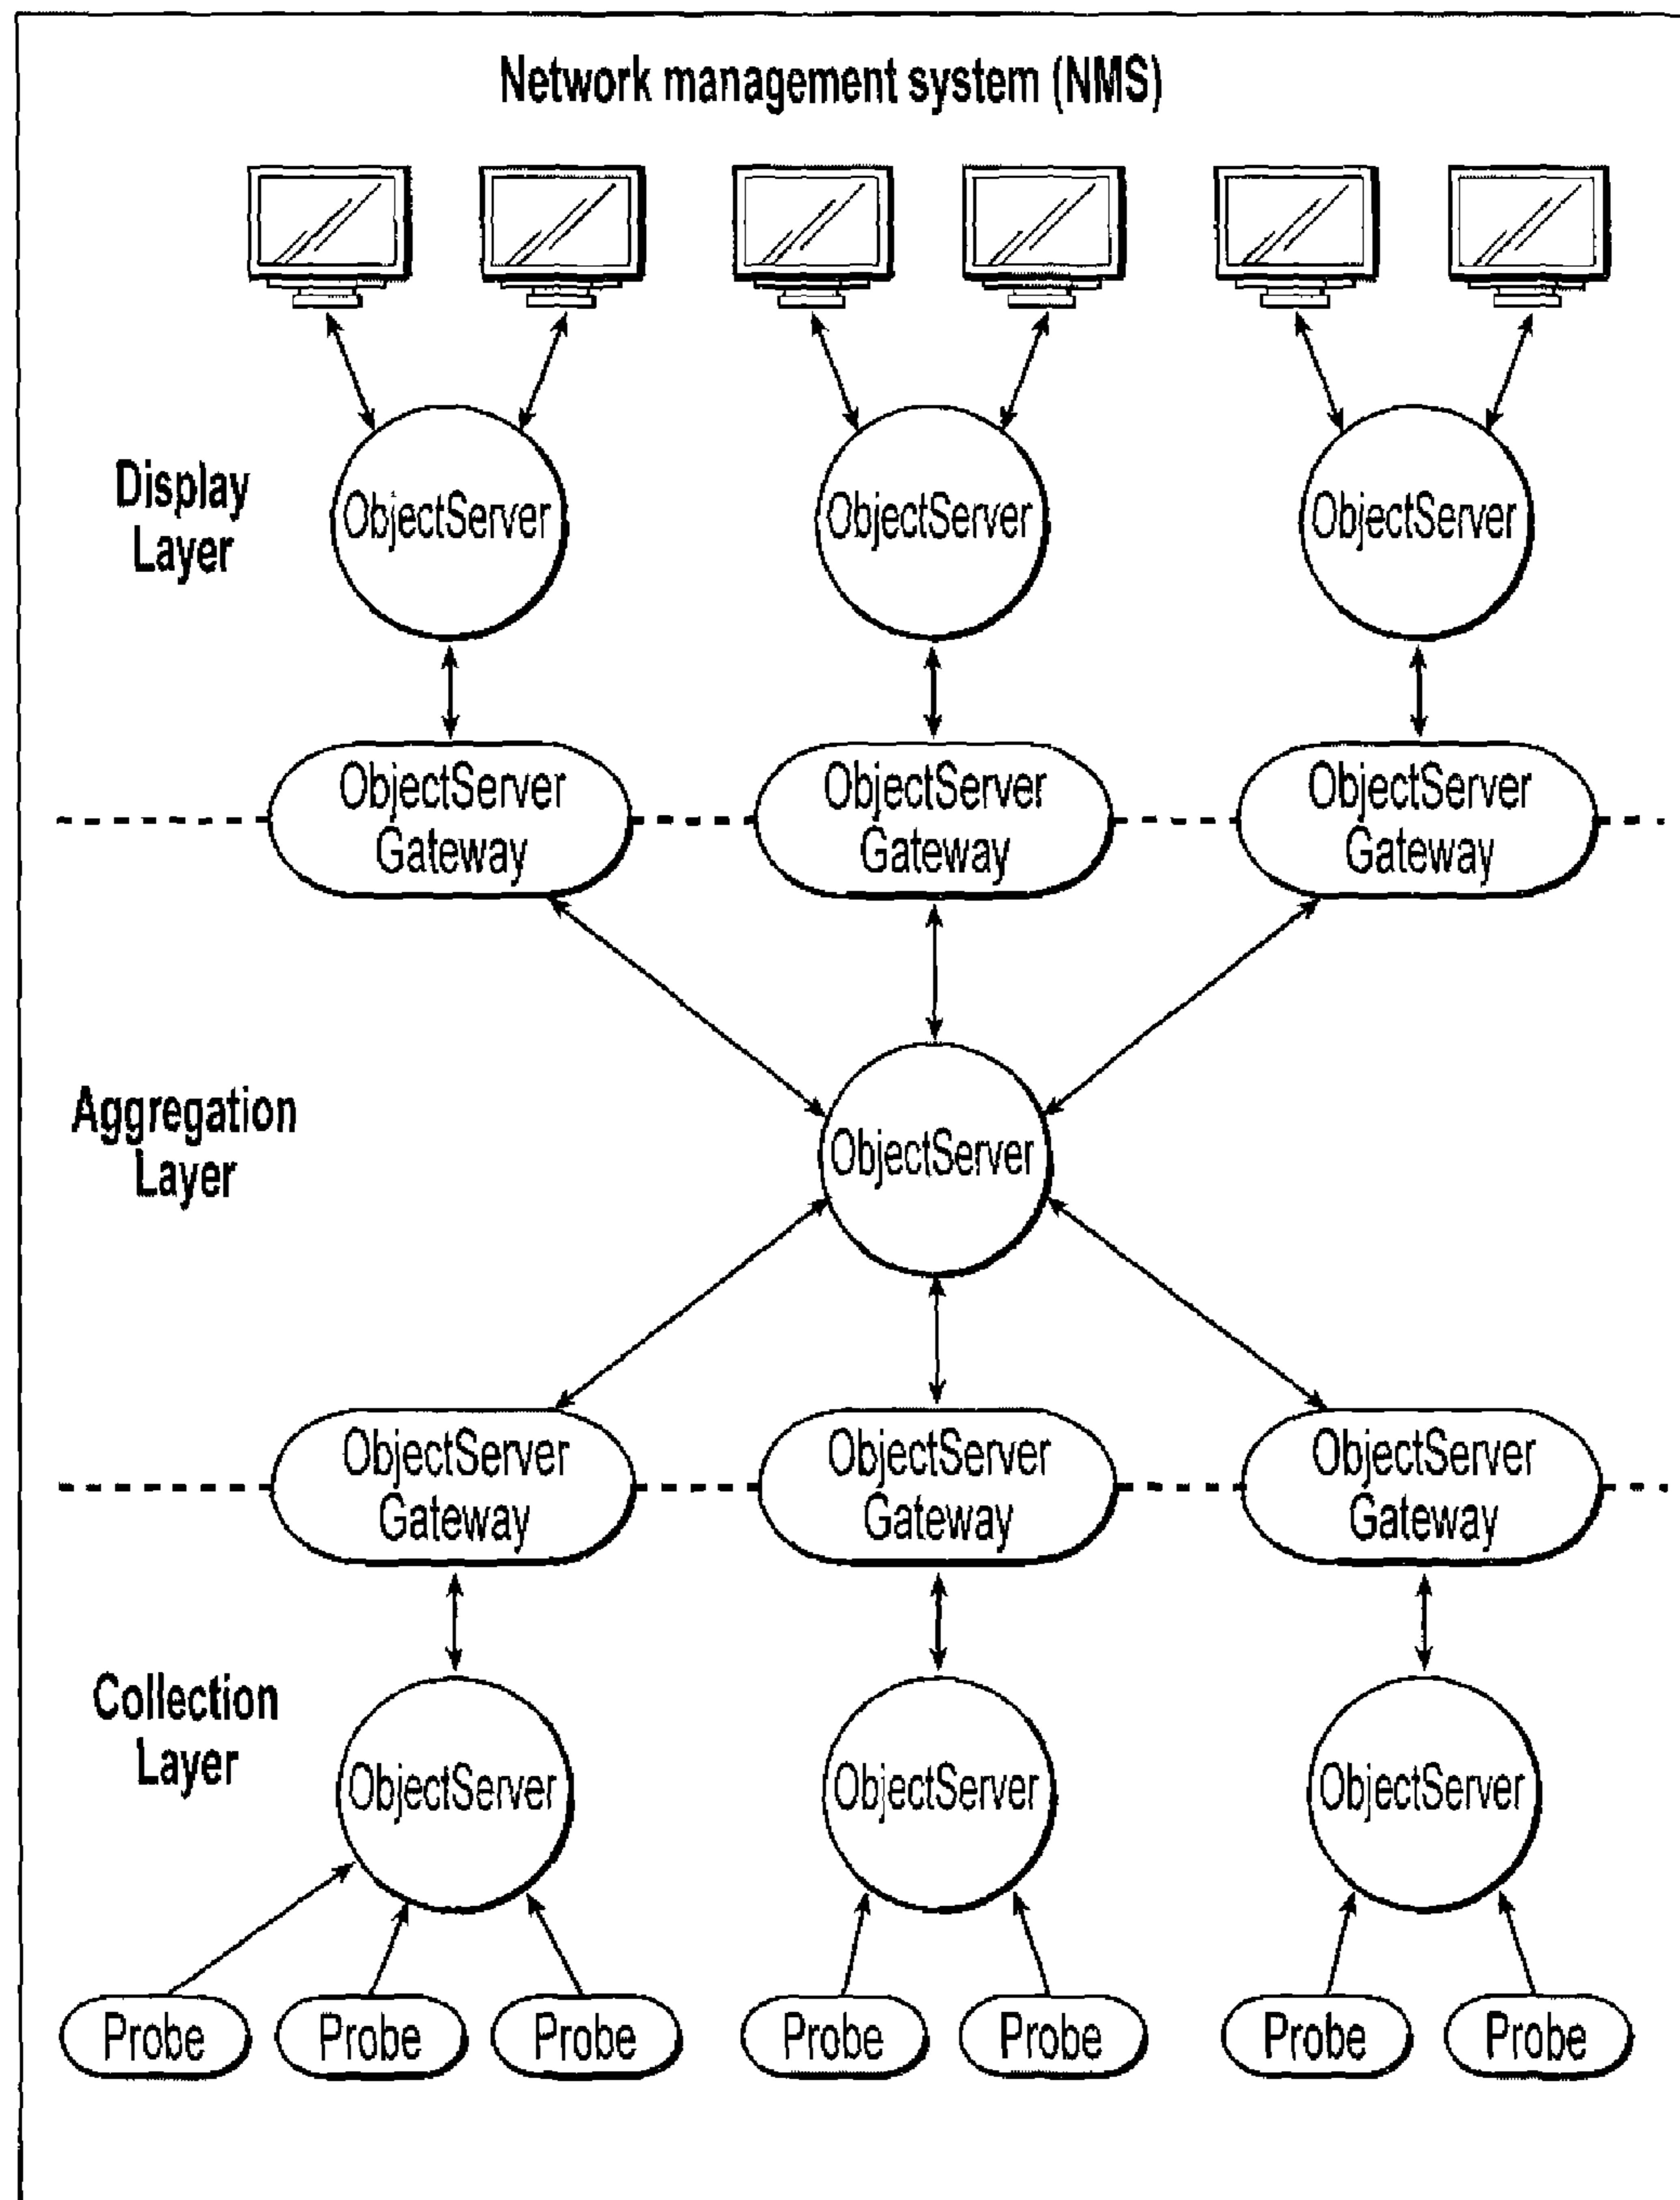 Network management system (NMS)
Display
Layer
ObjectServer
ObjectServer
ObjectServer
ObjectServer
Gateway
ObjectServer
Gateway
ObjectServer
Gateway
Aggregation
Layer
ObjectServer
ObjectServer
Gateway
ObjectServer
Gateway
ObjectServer
Gateway
Collection
Layer
ObjectServer
ObjectServer
ObjectServer
Probe
Probe
Probe
Probe
Probe
Probe
Probe